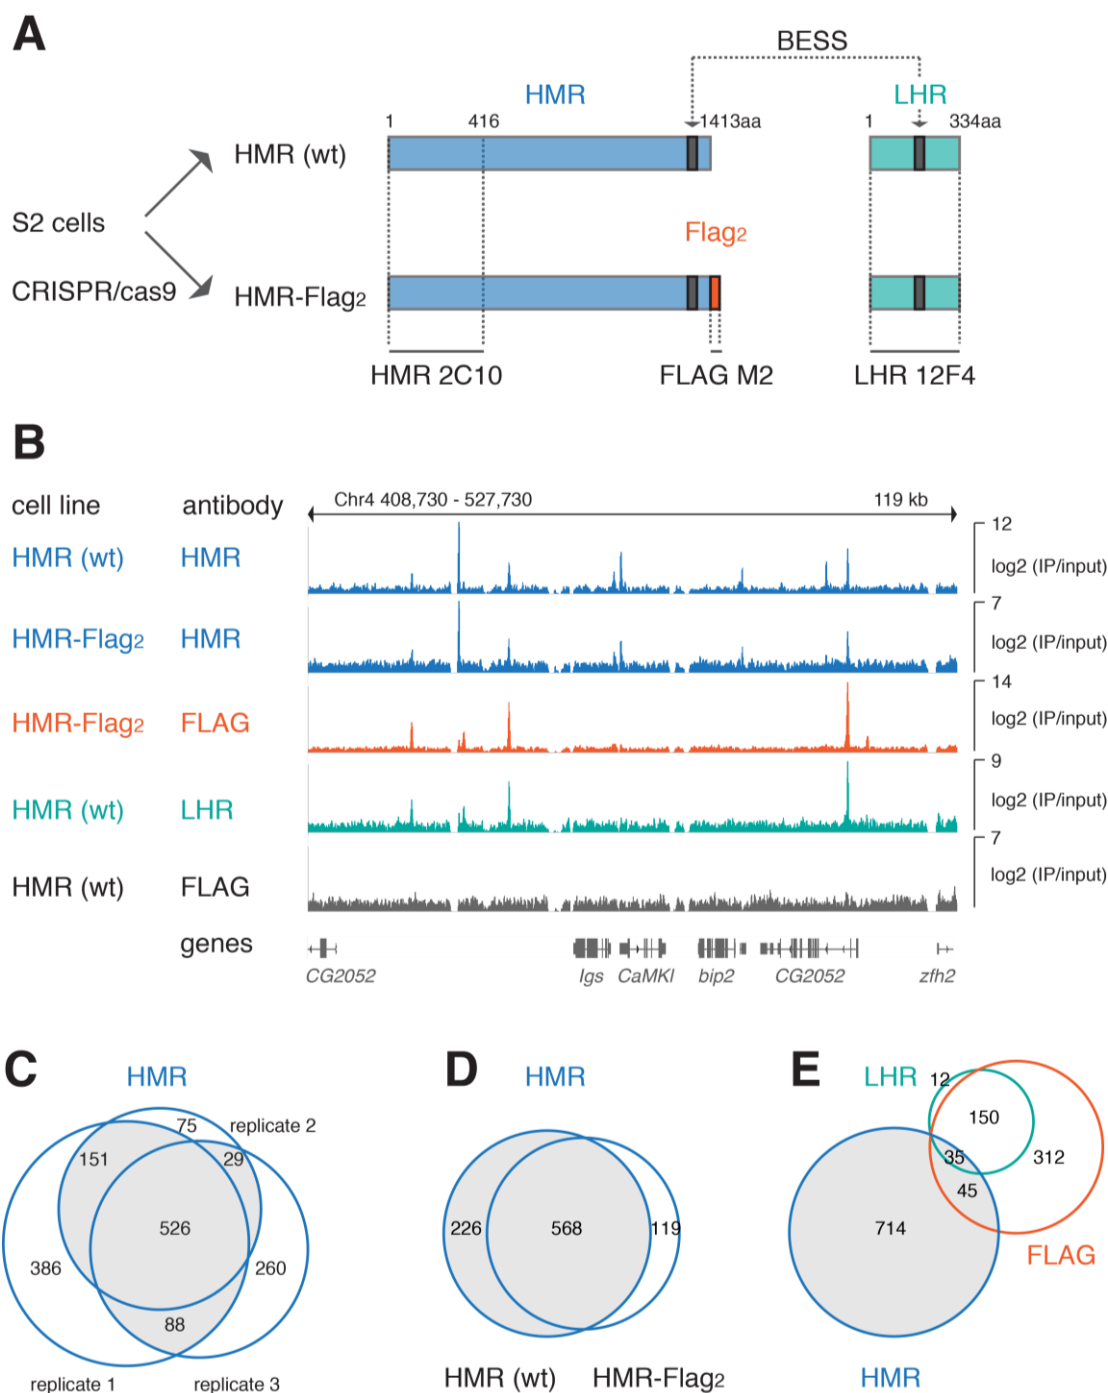 A
BESS
HMR LHR
1 416 1413aa 1 334aa
HMR (wt)
S2 cells
Flag2
CRISPR/cas9 HMR-Flag2
HMR 2C10 FLAG M2 LHR 12F4
B
cell line antibody Chr4 408,730 - 527,730 119 kb
12
HMR (wt) HMR log2 (IP/input)
7
HMR-Flag2 HMR log2 (IP/input)
14
HMR-Flag2 FLAG log2 (IP/input)
9
HMR (wt) LHR log2 (IP/input)
7
HMR (wt) FLAG log2 (IP/input)
genes
CG2052 lgs CaMKI bip2 CG2052 zfh2
C
HMR
75 replicate 2
151 29
526
386 260
88
replicate 1 replicate 3
D
HMR
226 568 119
HMR (wt) HMR-Flag2
E
LHR 12
150
35 312
45
714
FLAG
HMR